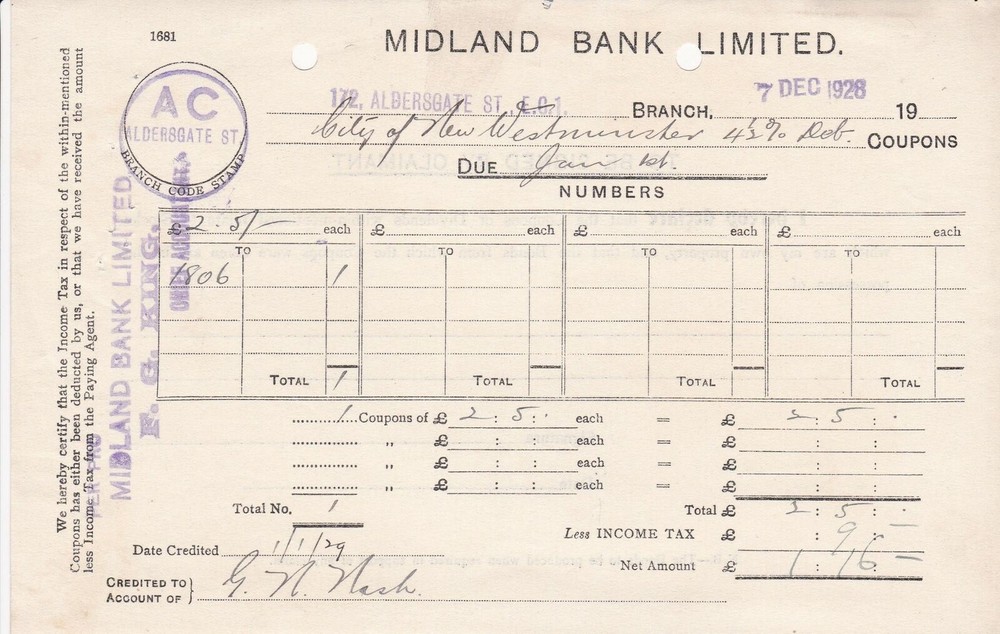 1681
MIDLAND BANK LIMITED.
AC
ALDERSGATE ST.
BRANCH CODE STAMP
172, ALDERSGATE ST. E.C.1. BRANCH, 7 DEC 1928 19
City of New Westminster 4½% Deb. COUPONS
DUE Jan 1st.
NUMBERS
£ 2. 5/- each £ each £ each £ each
TO TO TO TO
1806 1
TOTAL 1 TOTAL TOTAL TOTAL
1 Coupons of £ 2 : 5 : each = £ 2 : 5 :
" £ : : each = £ : :
" £ : : each = £ : :
" £ : : each = £ : :
Total No. 1 Total £ 2 : 5 : -
Less INCOME TAX £ : 9 : -
Date Credited 1/1/29 Net Amount £ 1 : 16 : -
CREDITED TO
ACCOUNT OF } G. N. Nash.
We hereby certify that the Income Tax in respect of the within-mentioned
Coupons has either been deducted by us, or that we have received the amount
less Income Tax from the Paying Agent.
PER PRO
MIDLAND BANK LIMITED
F. G. KING.
CHIEF ACCOUNTANT